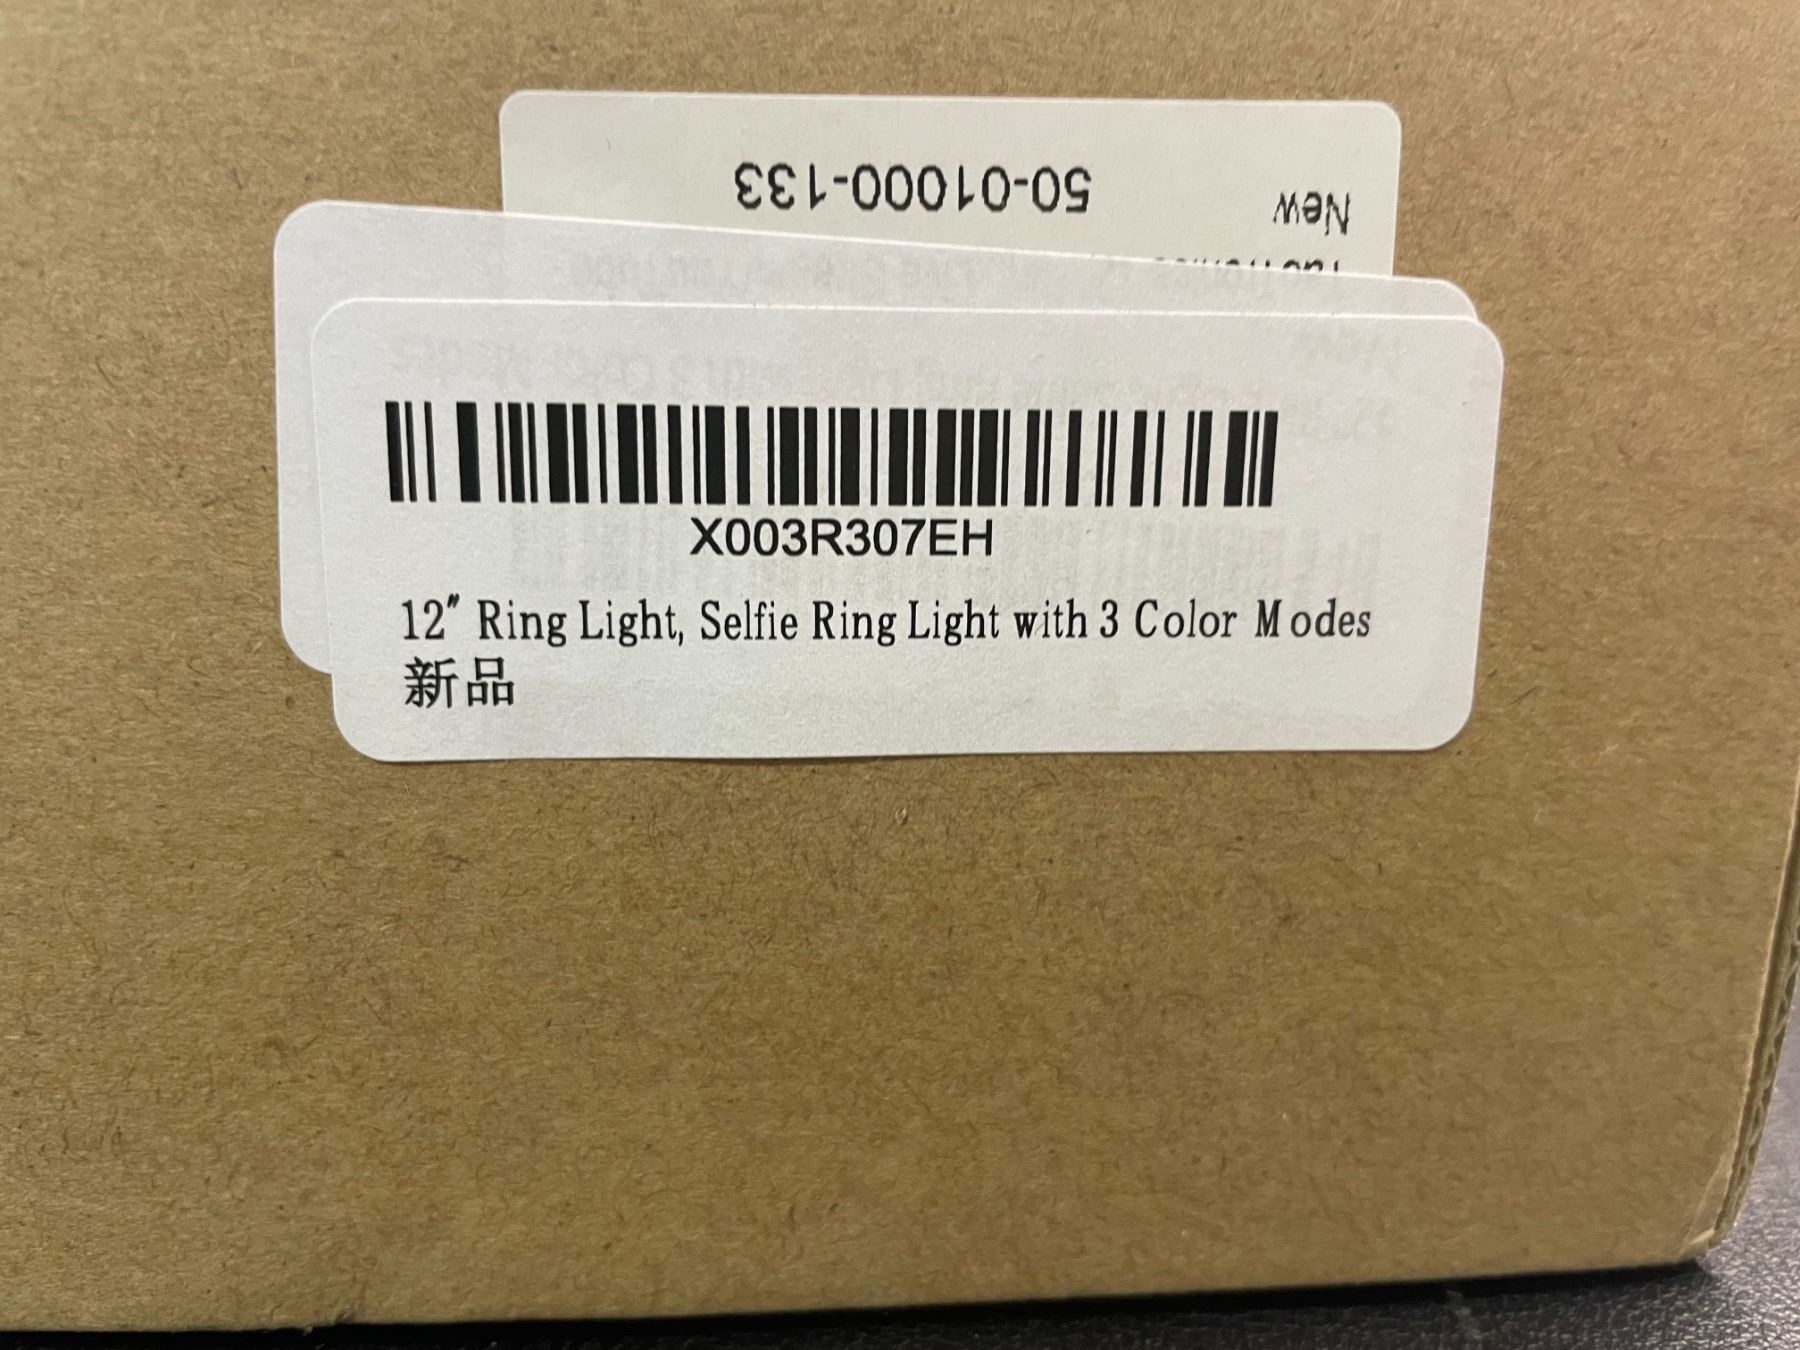 50-01000-133
New
X003R307EH
12" Ring Light, Selfie Ring Light with 3 Color Modes
新品